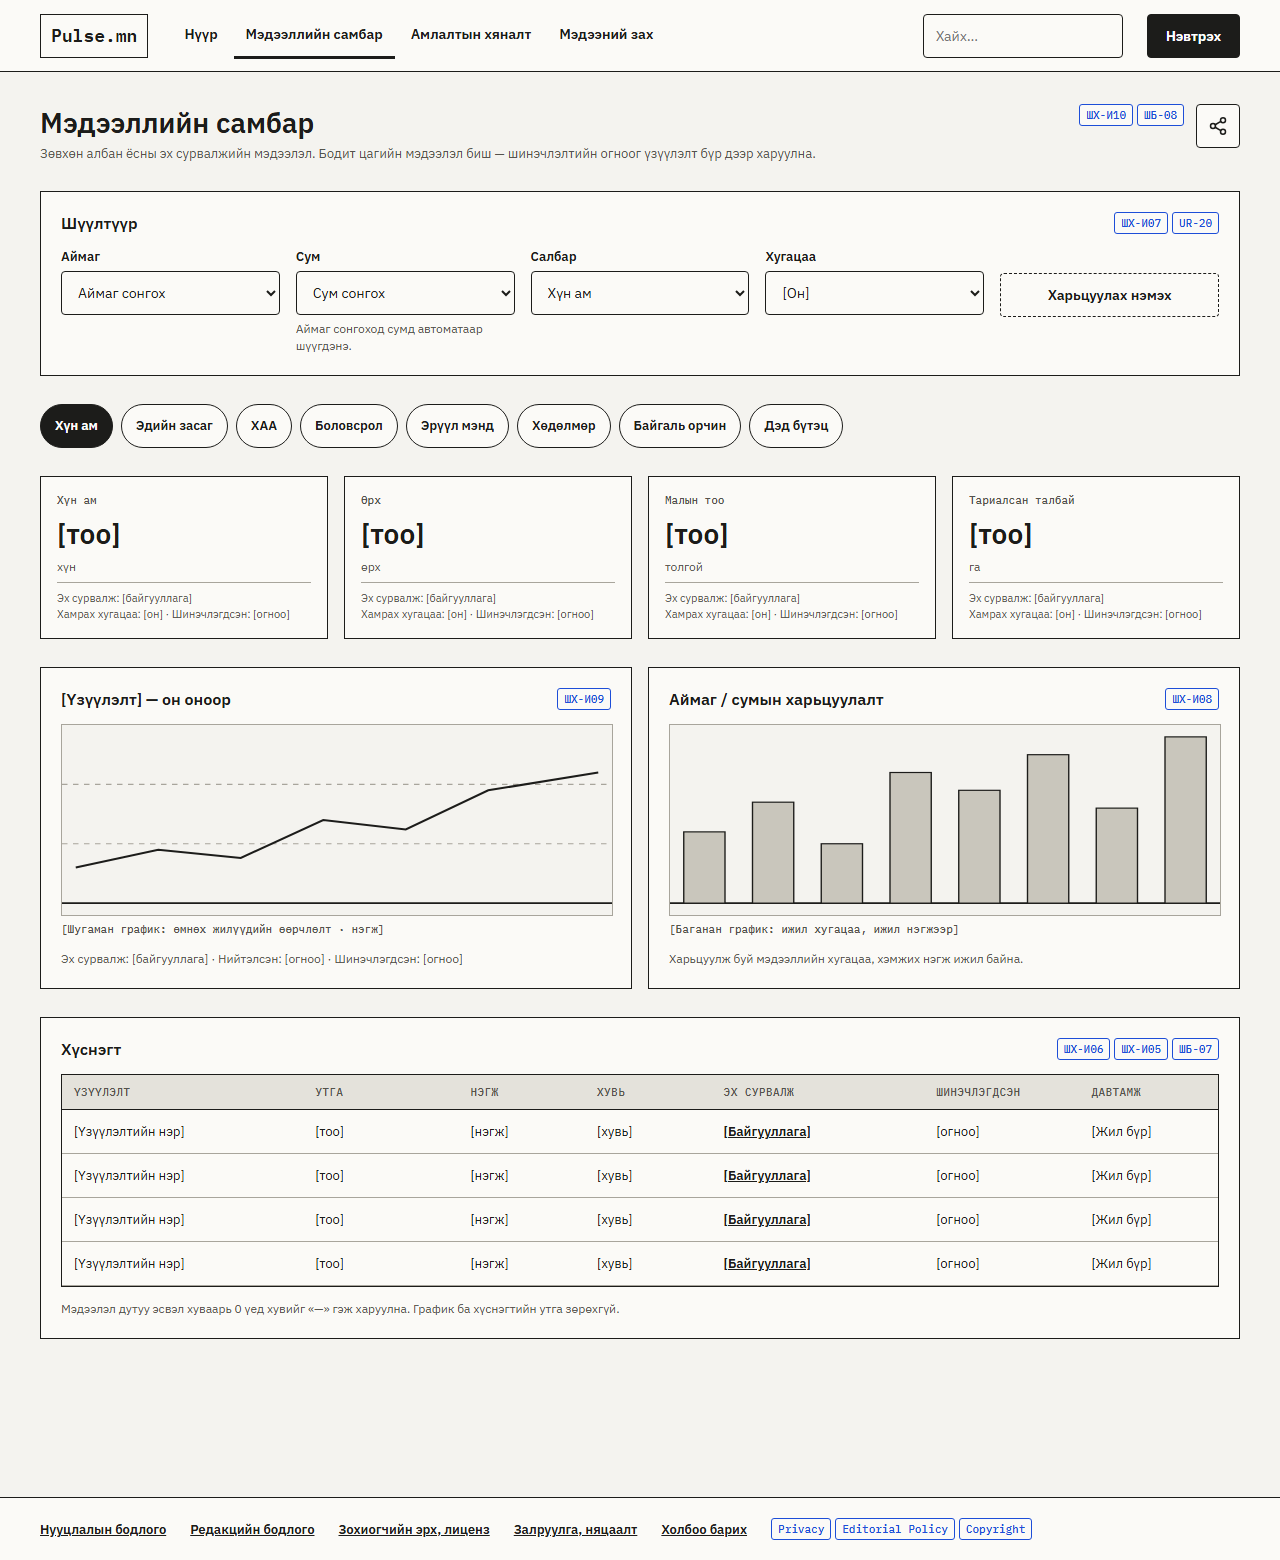 Pulse.mn
Нүүр
Мэдээллийн самбар
Амлалтын хяналт
Мэдээний зах
Хайх...
Нэвтрэх
Мэдээллийн самбар
ШХ-И10
ШБ-08
Зөвхөн албан ёсны эх сурвалжийн мэдээлэл. Бодит цагийн мэдээлэл биш — шинэчлэлтийн огноог үзүүлэлт бүр дээр харуулна.
Шүүлтүүр
ШХ-И07
UR-20
Аймаг
Сум
Салбар
Хугацаа
Аймаг сонгох
Сум сонгох
Хүн ам
[Он]
Харьцуулах нэмэх
Аймаг сонгоход сумд автоматаар
шүүгдэнэ.
Хүн ам
Эдийн засаг
ХАА
Боловсрол
Эрүүл мэнд
Хөдөлмөр
Байгаль орчин
Дэд бүтэц
Хүн ам
[тоо]
хүн
Эх сурвалж: [байгууллага]
Хамрах хугацаа: [он] · Шинэчлэгдсэн: [огноо]
Өрх
[тоо]
өрх
Эх сурвалж: [байгууллага]
Хамрах хугацаа: [он] · Шинэчлэгдсэн: [огноо]
Малын тоо
[тоо]
толгой
Эх сурвалж: [байгууллага]
Хамрах хугацаа: [он] · Шинэчлэгдсэн: [огноо]
Тариалсан талбай
[тоо]
га
Эх сурвалж: [байгууллага]
Хамрах хугацаа: [он] · Шинэчлэгдсэн: [огноо]
[Үзүүлэлт] — он оноор
ШХ-И09
[Шугаман график: өмнөх жилүүдийн өөрчлөлт · нэгж]
Эх сурвалж: [байгууллага] · Нийтэлсэн: [огноо] · Шинэчлэгдсэн: [огноо]
Аймаг / сумын харьцуулалт
ШХ-И08
[Баганан график: ижил хугацаа, ижил нэгжээр]
Харьцуулж буй мэдээллийн хугацаа, хэмжих нэгж ижил байна.
Хүснэгт
ШХ-И06
ШХ-И05
ШБ-07
ҮЗҮҮЛЭЛТ УТГА НЭГЖ ХУВЬ ЭХ СУРВАЛЖ ШИНЭЧЛЭГДСЭН ДАВТАМЖ
[Үзүүлэлтийн нэр] [тоо] [нэгж] [хувь] [Байгууллага] [огноо] [Жил бүр]
[Үзүүлэлтийн нэр] [тоо] [нэгж] [хувь] [Байгууллага] [огноо] [Жил бүр]
[Үзүүлэлтийн нэр] [тоо] [нэгж] [хувь] [Байгууллага] [огноо] [Жил бүр]
[Үзүүлэлтийн нэр] [тоо] [нэгж] [хувь] [Байгууллага] [огноо] [Жил бүр]
Мэдээлэл дутуу эсвэл хуваарь 0 үед хувийг «—» гэж харуулна. График ба хүснэгтийн утга зөрөхгүй.
Нууцлалын бодлого
Редакцийн бодлого
Зохиогчийн эрх, лиценз
Залруулга, няцаалт
Холбоо барих
Privacy
Editorial Policy
Copyright